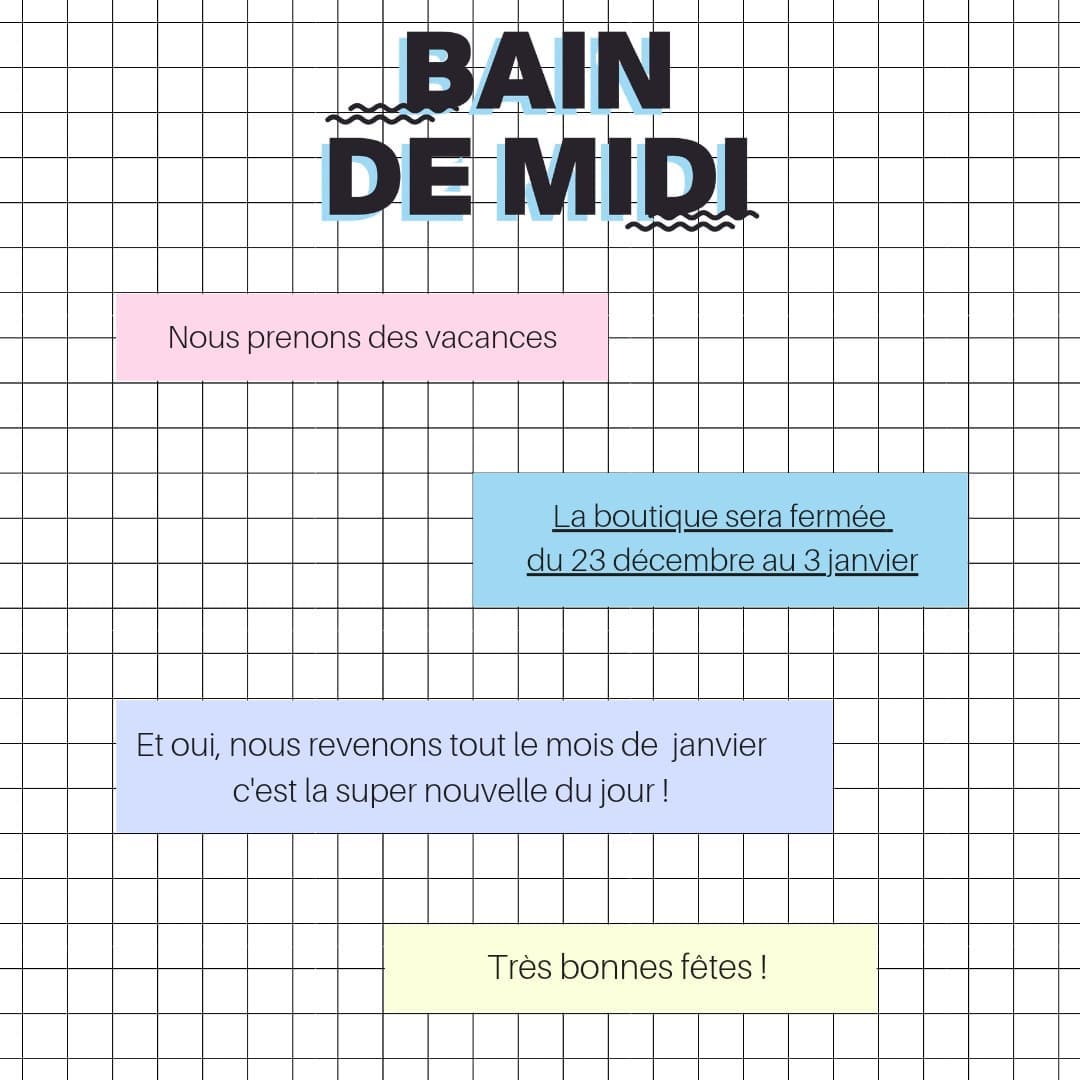 BAIN
DE MIDI
Nous prenons des vacances
La boutique sera fermée
du 23 décembre au 3 janvier
Et oui, nous revenons tout le mois de janvier
c'est la super nouvelle du jour !
Très bonnes fêtes !